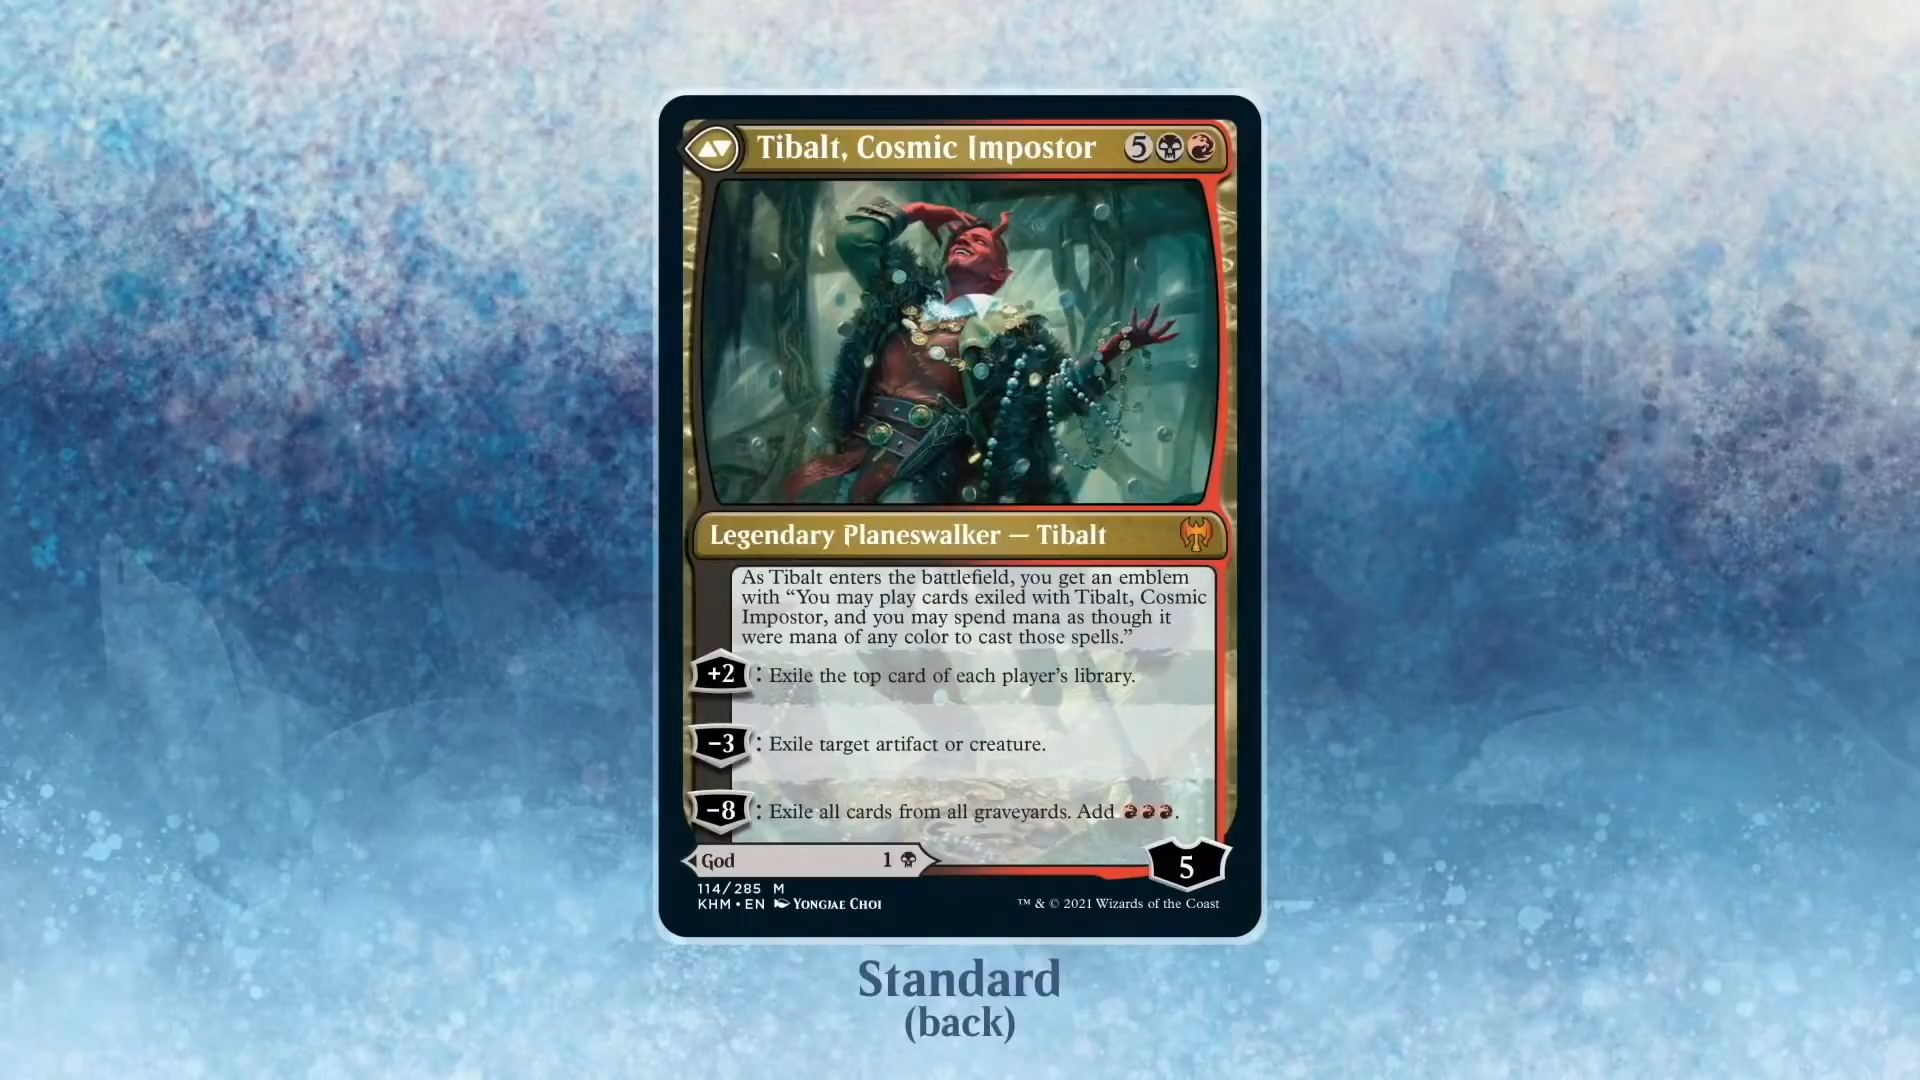 Tibalt, Cosmic Impostor 5
Legendary Planeswalker — Tibalt
As Tibalt enters the battlefield, you get an emblem
with “You may play cards exiled with Tibalt, Cosmic
Impostor, and you may spend mana as though it
were mana of any color to cast those spells.”
+2 : Exile the top card of each player’s library.
−3 : Exile target artifact or creature.
−8 : Exile all cards from all graveyards. Add .
God 1
5
114/285 M
KHM • EN Yongjae Choi
™ & © 2021 Wizards of the Coast
Standard
(back)